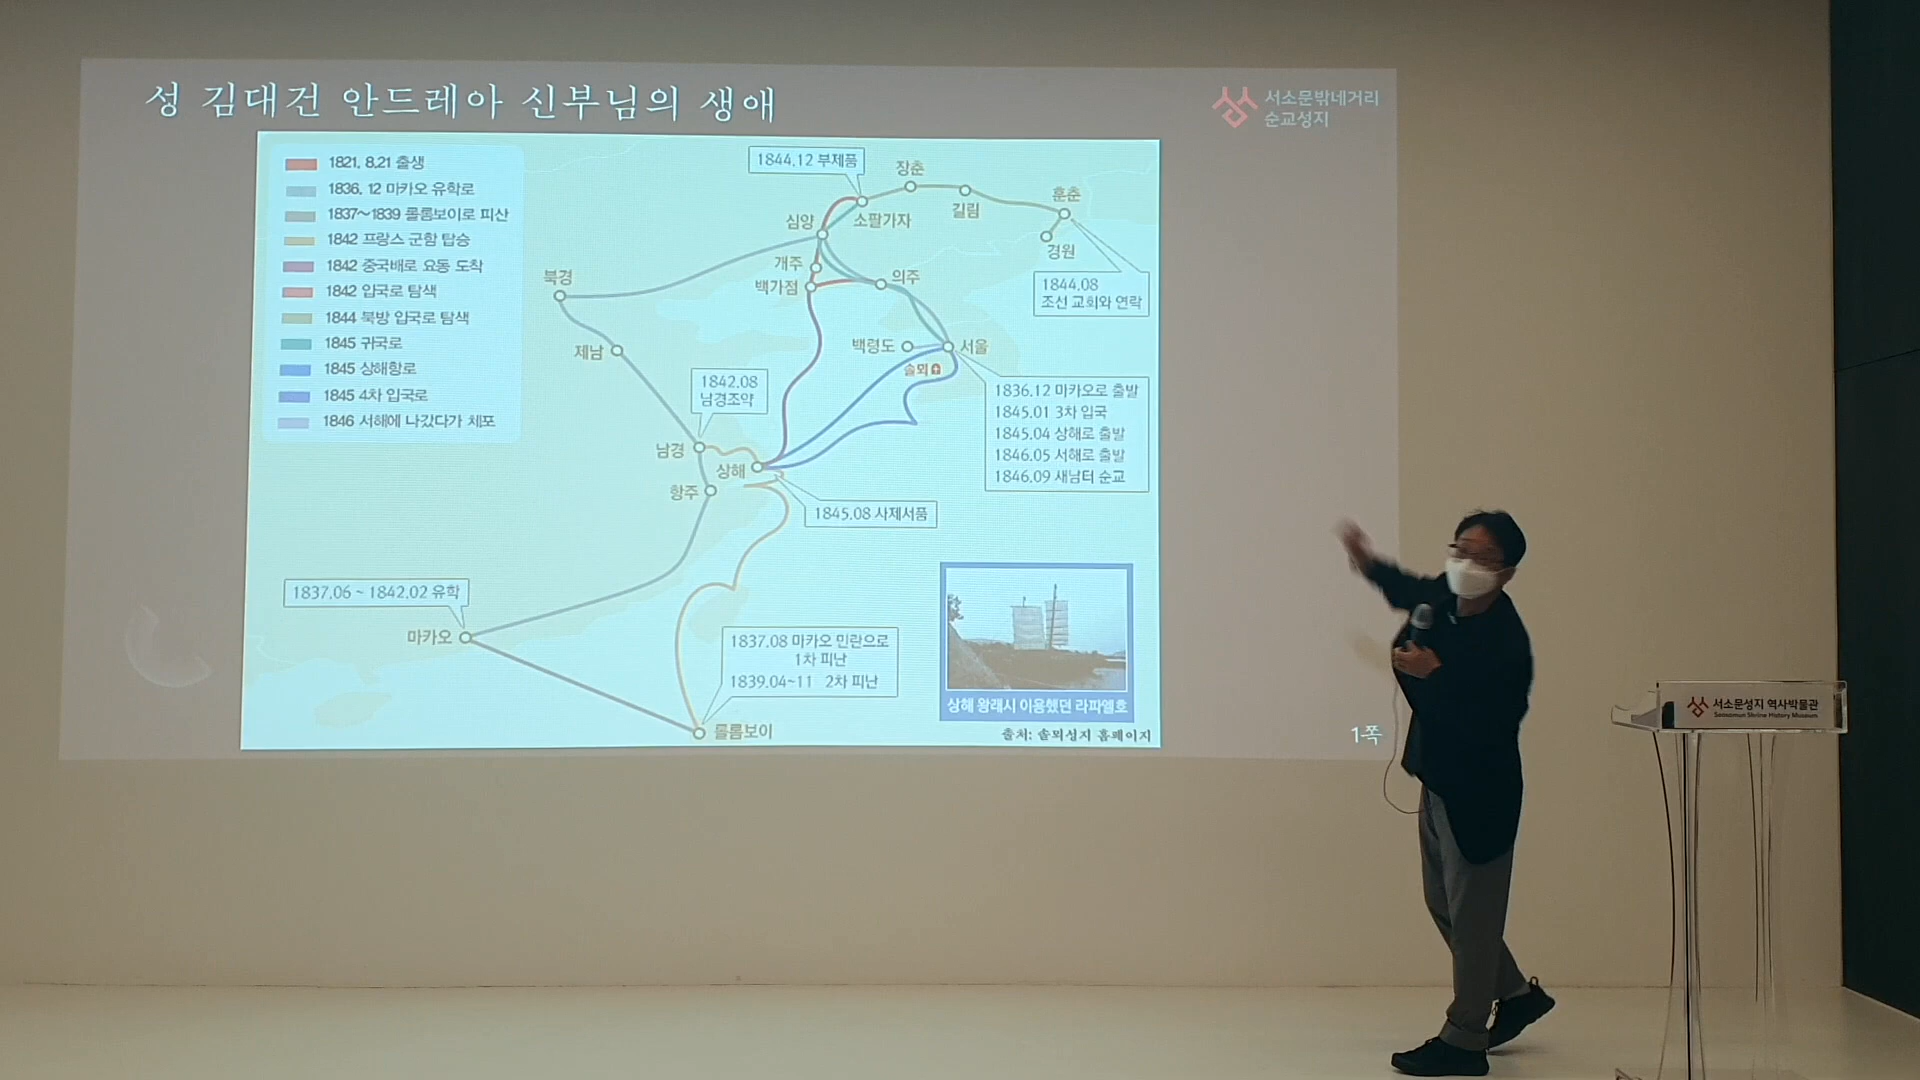 성 김대건 안드레아 신부님의 생애
서소문밖네거리
순교성지
1821. 8.21 출생
1836. 12 마카오 유학로
1837~1839 롤롬보이로 피산
1842 프랑스 군함 탑승
1842 중국배로 요동 도착
1842 입국로 탐색
1844 북방 입국로 탐색
1845 귀국로
1845 상해항로
1845 4차 입국로
1846 서해에 나갔다가 체포
1844.12 부제품
장춘
훈춘
길림
소팔가자
심양
경원
개주
의주
백가점
북경
1844.08
조선 교회와 연락
제남
백령도
서울
솔뫼
1842.08
남경조약
1836.12 마카오로 출발
1845.01 3차 입국
1845.04 상해로 출발
1846.05 서해로 출발
1846.09 새남터 순교
남경
상해
항주
1845.08 사제서품
1837.06 ~ 1842.02 유학
마카오
1837.08 마카오 민란으로
1차 피난
1839.04~11 2차 피난
롤롬보이
상해 왕래시 이용했던 라파엘호
출처: 솔뫼성지 홈페이지
1쪽
서소문성지 역사박물관
Seosomun Shrine History Museum